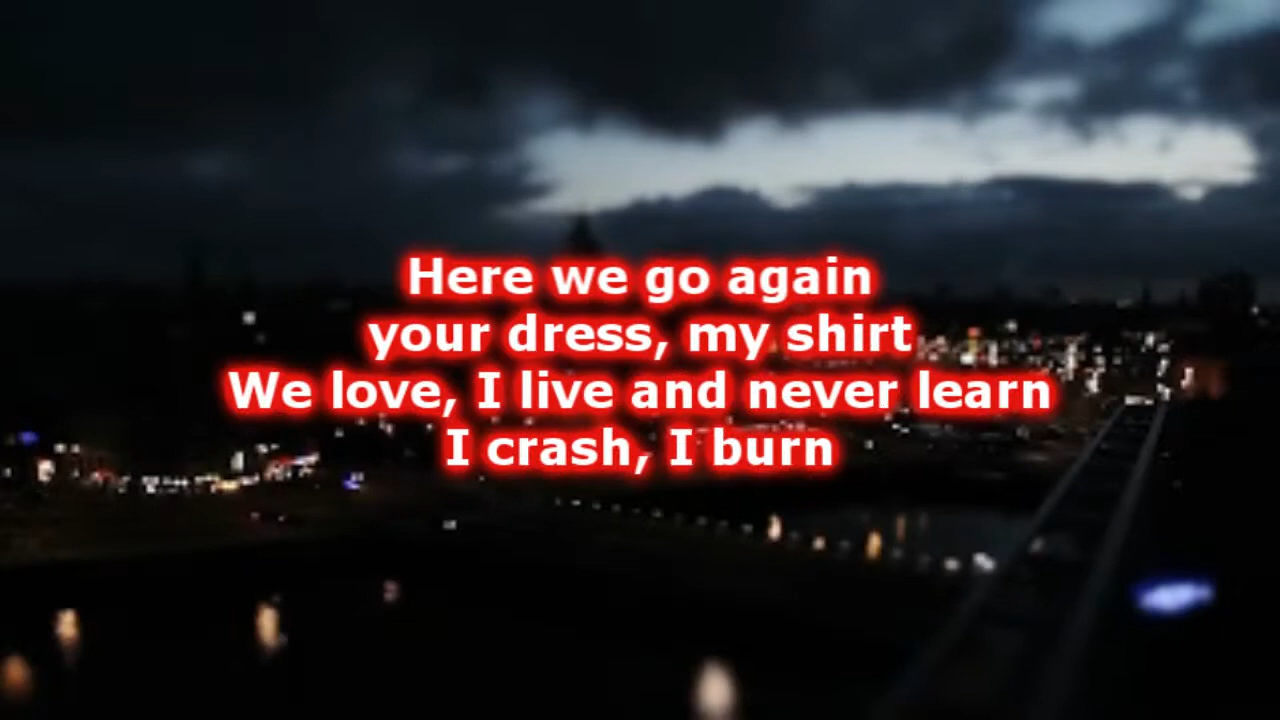 Here we go again
your dress, my shirt
We love, I live and never learn
I crash, I burn